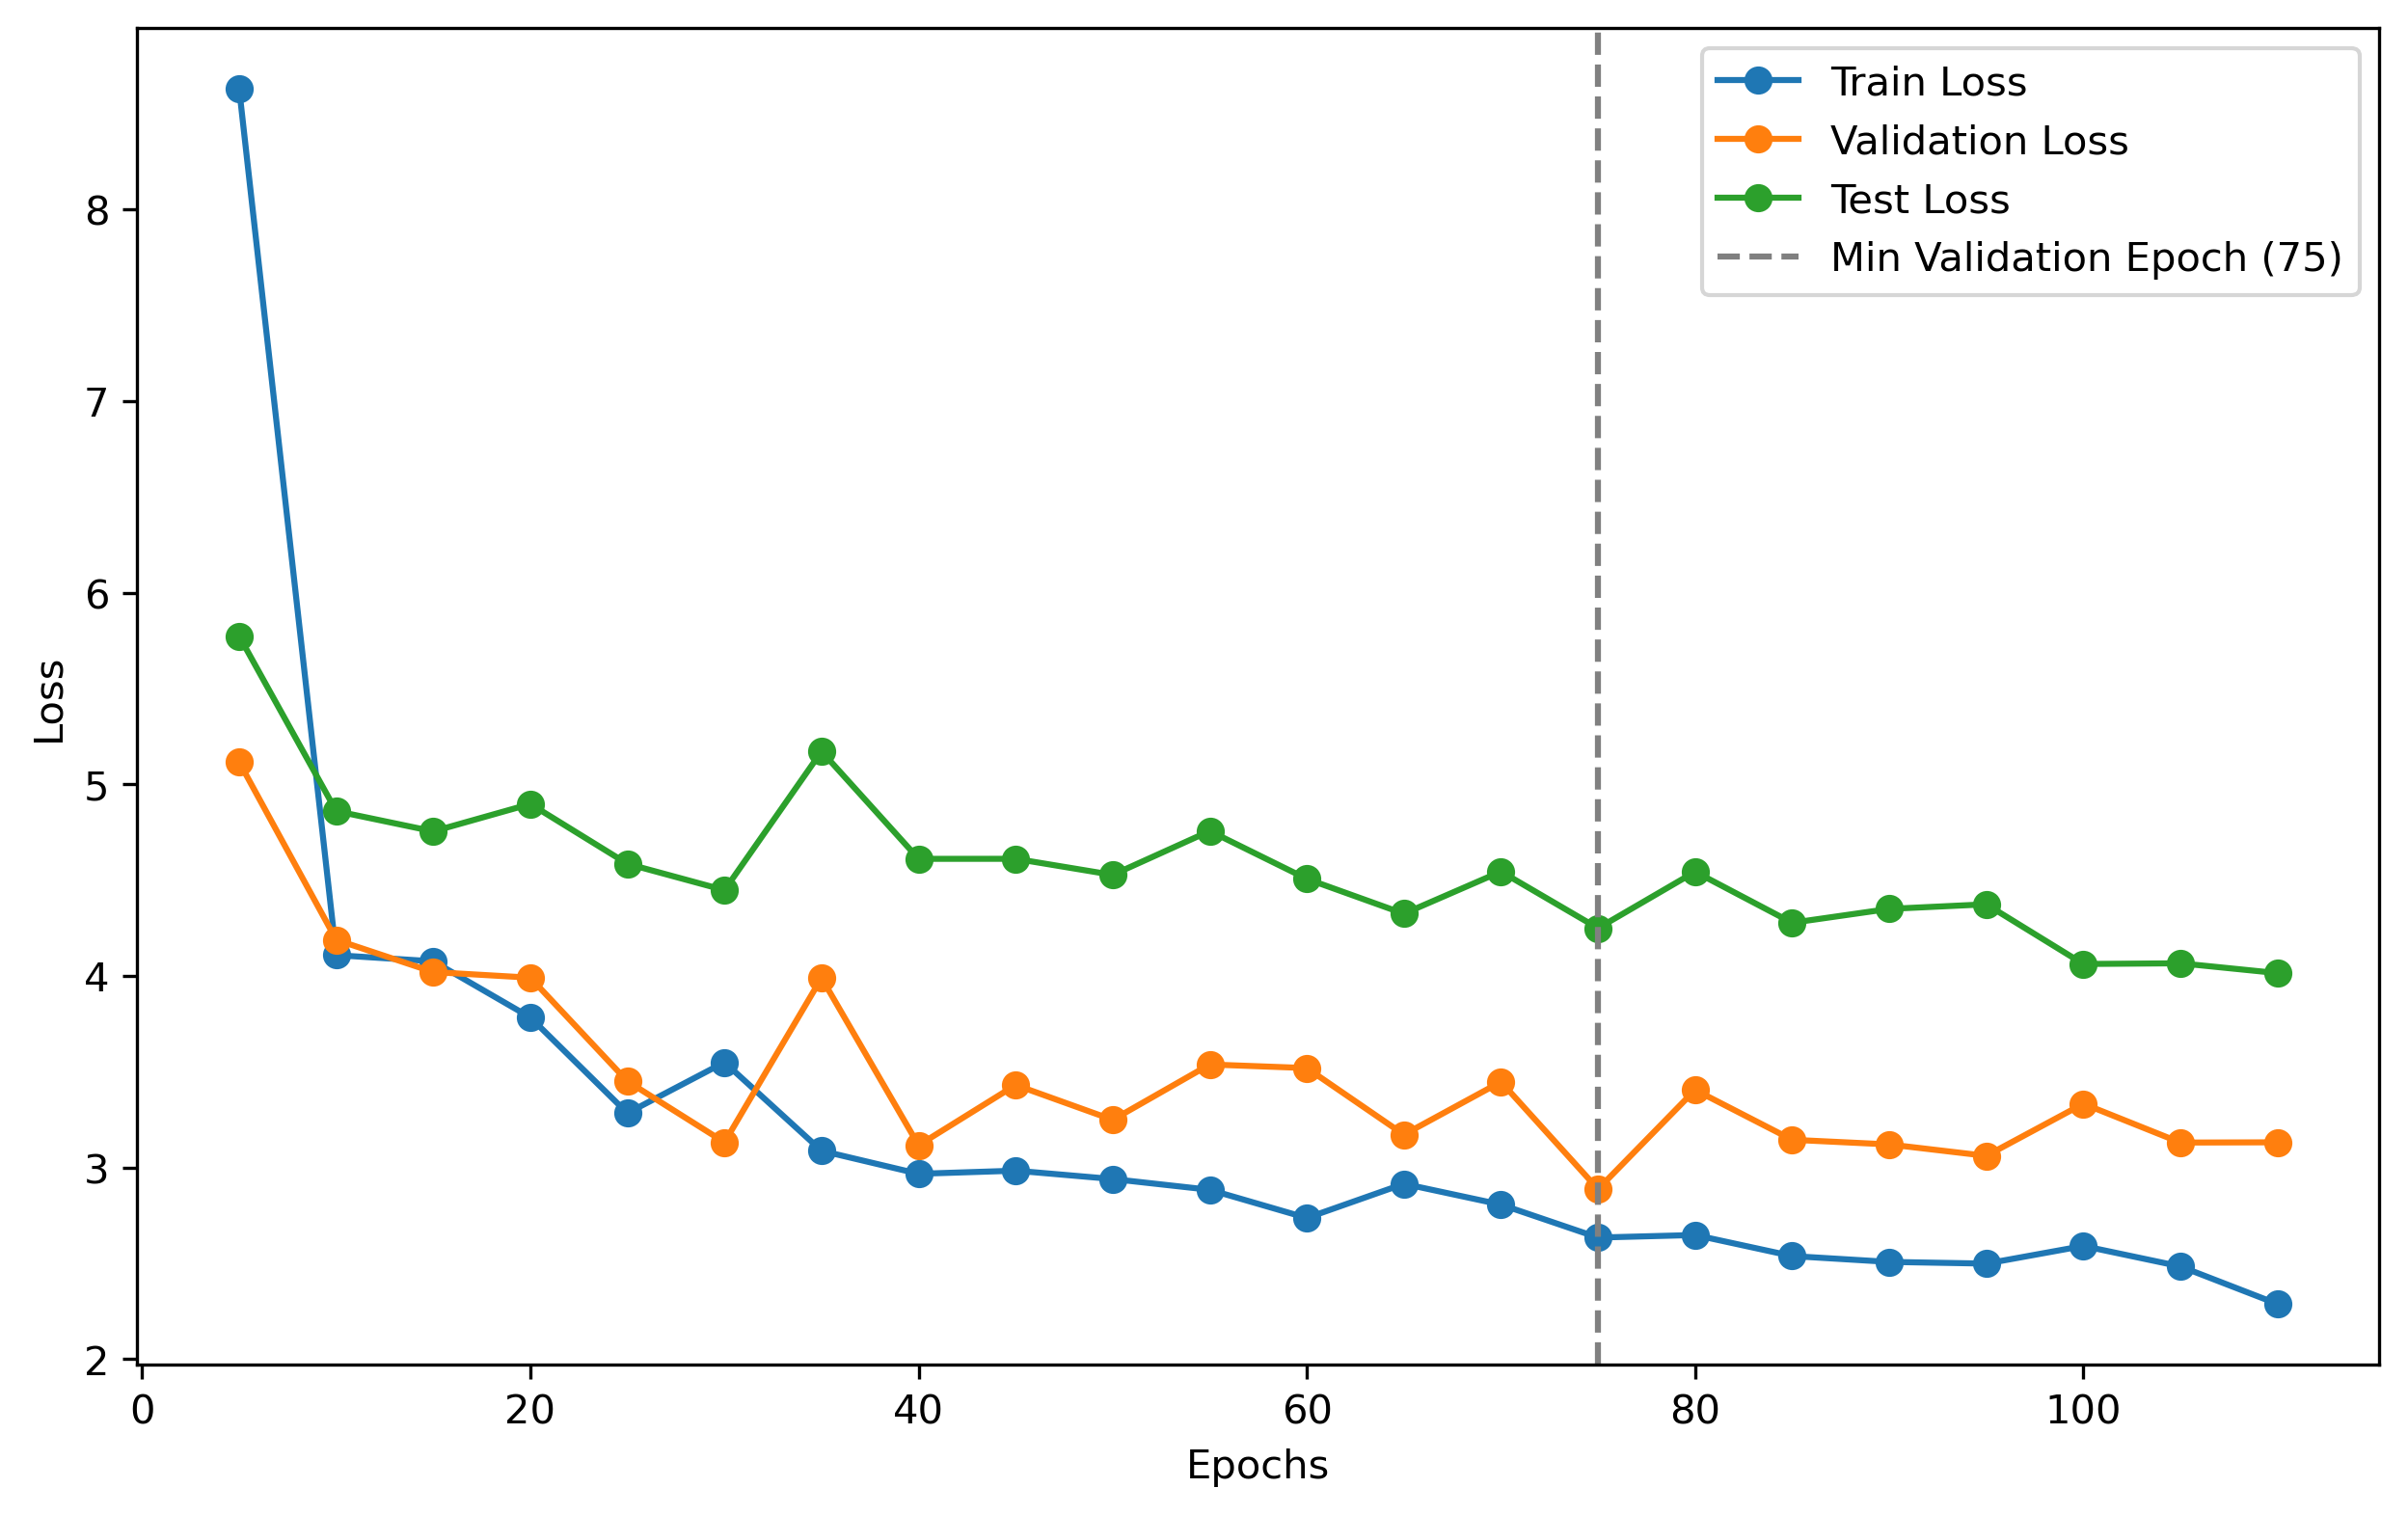 Train Loss
Validation Loss
Test Loss
Min Validation Epoch (75)
8
7
6
5
4
3
2
Loss
0 20 40 60 80 100
Epochs